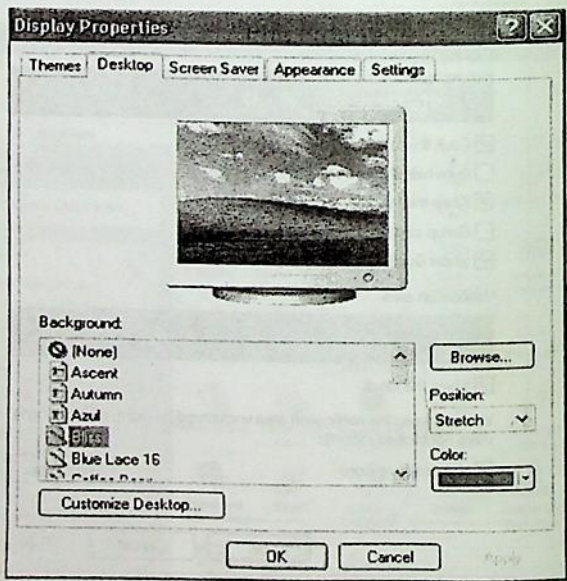 Display Properties
Themes Desktop Screen Saver Appearance Settings
Background:
(None)
Ascent
Autumn
Azul
Bliss
Blue Lace 16
Browse...
Position:
Stretch
Color:
Customize Desktop...
OK Cancel Apply